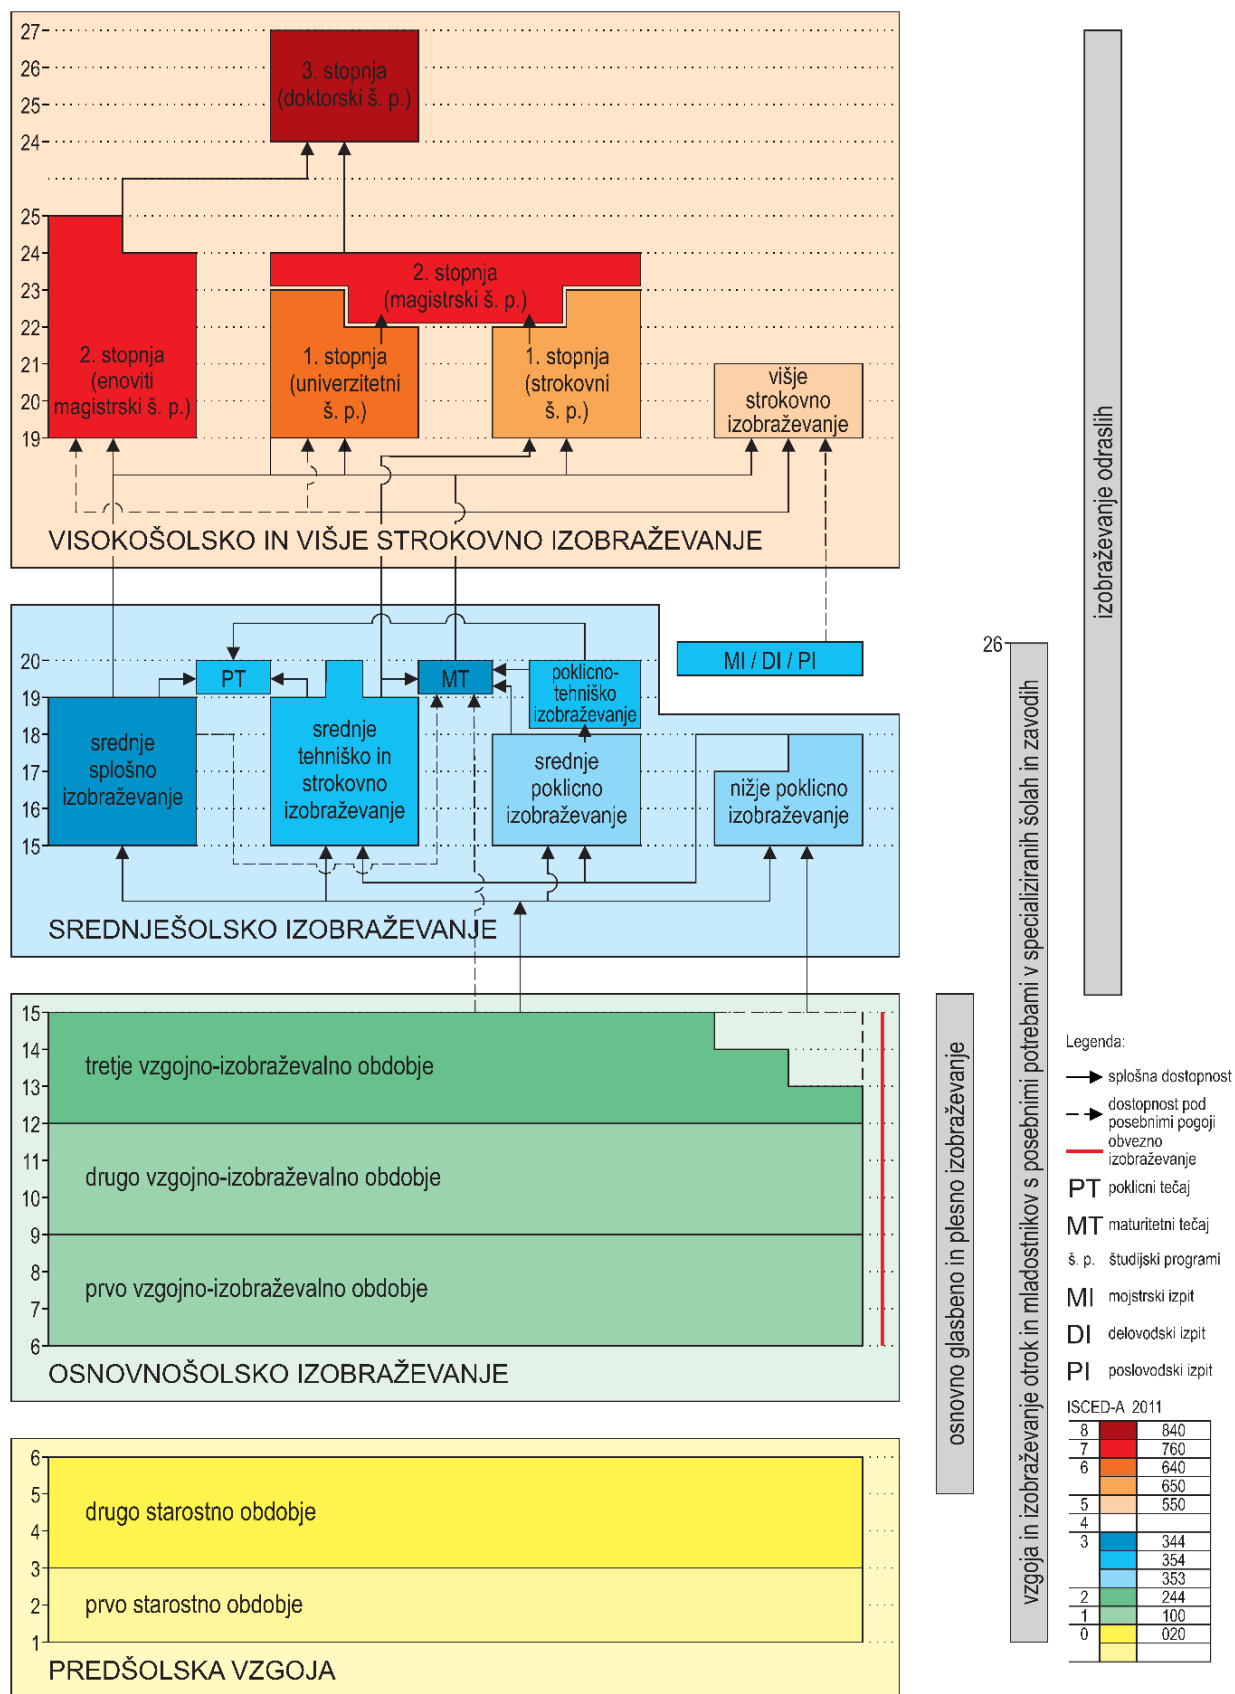 27
26
25
24
25
24
23
22
21
20
19
3. stopnja
(doktorski š. p.)
2. stopnja
(magistrski š. p.)
2. stopnja
(enoviti
magistrski š. p.)
1. stopnja
(univerzitetni
š. p.)
1. stopnja
(strokovni
š. p.)
višje
strokovno
izobraževanje
VISOKOŠOLSKO IN VIŠJE STROKOVNO IZOBRAŽEVANJE
20
19
18
17
16
15
PT
MT
MI / DI / PI
poklicno-
tehniško
izobraževanje
srednje
splošno
izobraževanje
srednje
tehniško in
strokovno
izobraževanje
srednje
poklicno
izobraževanje
nižje poklicno
izobraževanje
SREDNJEŠOLSKO IZOBRAŽEVANJE
15
14
13
12
11
10
9
8
7
6
tretje vzgojno-izobraževalno obdobje
drugo vzgojno-izobraževalno obdobje
prvo vzgojno-izobraževalno obdobje
OSNOVNOŠOLSKO IZOBRAŽEVANJE
6
5
4
3
2
1
drugo starostno obdobje
prvo starostno obdobje
PREDŠOLSKA VZGOJA
osnovno glasbeno in plesno izobraževanje
26
vzgoja in izobraževanje otrok in mladostnikov s posebnimi potrebami v specializiranih šolah in zavodih
izobraževanje odraslih
Legenda:
splošna dostopnost
dostopnost pod
posebnimi pogoji
obvezno
izobraževanje
PT poklicni tečaj
MT maturitetni tečaj
š. p. študijski programi
MI mojstrski izpit
DI delovodski izpit
PI poslovodski izpit
ISCED-A 2011
8 840
7 760
6 640
650
5 550
4
3 344
354
353
2 244
1 100
0 020